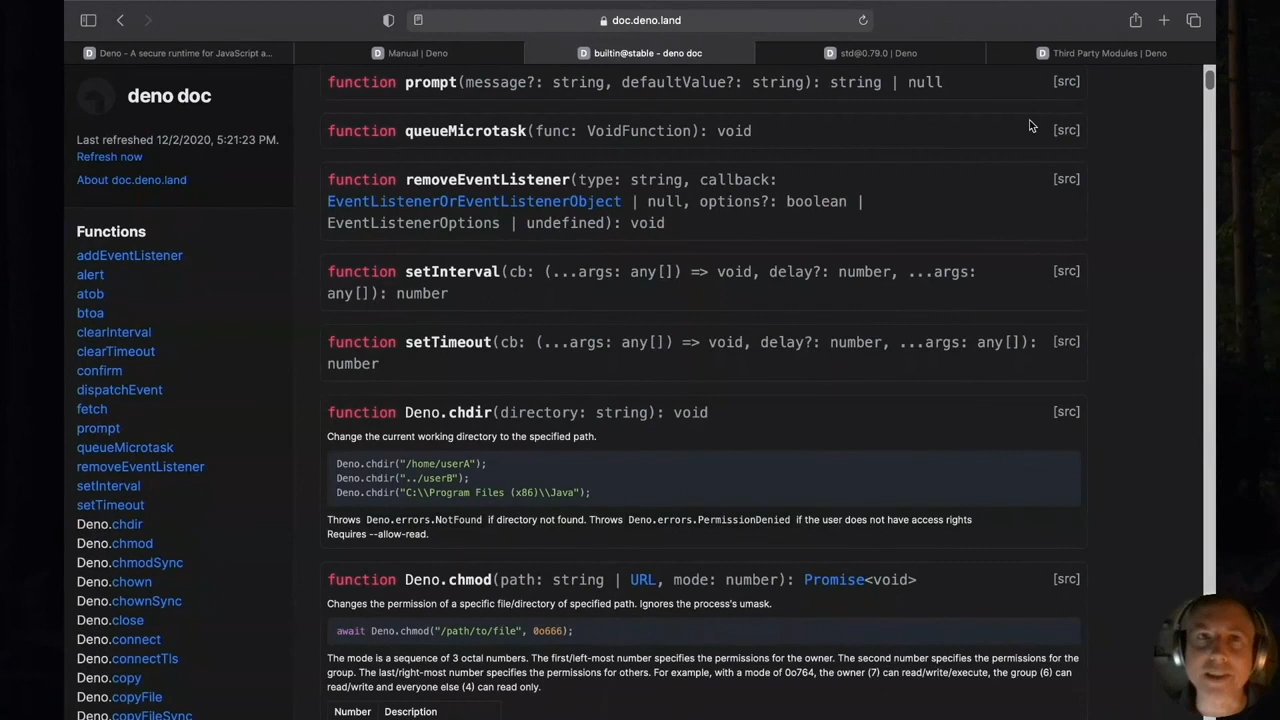 doc.deno.land
Deno - A secure runtime for JavaScript a...
Manual | Deno
builtin@stable - deno doc
std@0.79.0 | Deno
Third Party Modules | Deno
deno doc
Last refreshed 12/2/2020, 5:21:23 PM.
Refresh now
About doc.deno.land
Functions
addEventListener
alert
atob
btoa
clearInterval
clearTimeout
confirm
dispatchEvent
fetch
prompt
queueMicrotask
removeEventListener
setInterval
setTimeout
Deno.chdir
Deno.chmod
Deno.chmodSync
Deno.chown
Deno.chownSync
Deno.close
Deno.connect
Deno.connectTls
Deno.copy
Deno.copyFile
Deno.copyFileSync
function prompt(message?: string, defaultValue?: string): string | null
[src]
function queueMicrotask(func: VoidFunction): void
[src]
function removeEventListener(type: string, callback:
[src]
EventListenerOrEventListenerObject | null, options?: boolean |
EventListenerOptions | undefined): void
function setInterval(cb: (...args: any[]) => void, delay?: number, ...args:
[src]
any[]): number
function setTimeout(cb: (...args: any[]) => void, delay?: number, ...args: any[]):
[src]
number
function Deno.chdir(directory: string): void
[src]
Change the current working directory to the specified path.
Deno.chdir("/home/userA");
Deno.chdir("../userB");
Deno.chdir("C:\\Program Files (x86)\\Java");
Throws Deno.errors.NotFound if directory not found. Throws Deno.errors.PermissionDenied if the user does not have access rights
Requires --allow-read.
function Deno.chmod(path: string | URL, mode: number): Promise<void>
[src]
Changes the permission of a specific file/directory of specified path. Ignores the process's umask.
await Deno.chmod("/path/to/file", 0o666);
The mode is a sequence of 3 octal numbers. The first/left-most number specifies the permissions for the owner. The second number specifies the permissions for the
group. The last/right-most number specifies the permissions for others. For example, with a mode of 0o764, the owner (7) can read/write/execute, the group (6) can
read/write and everyone else (4) can read only.
Number Description